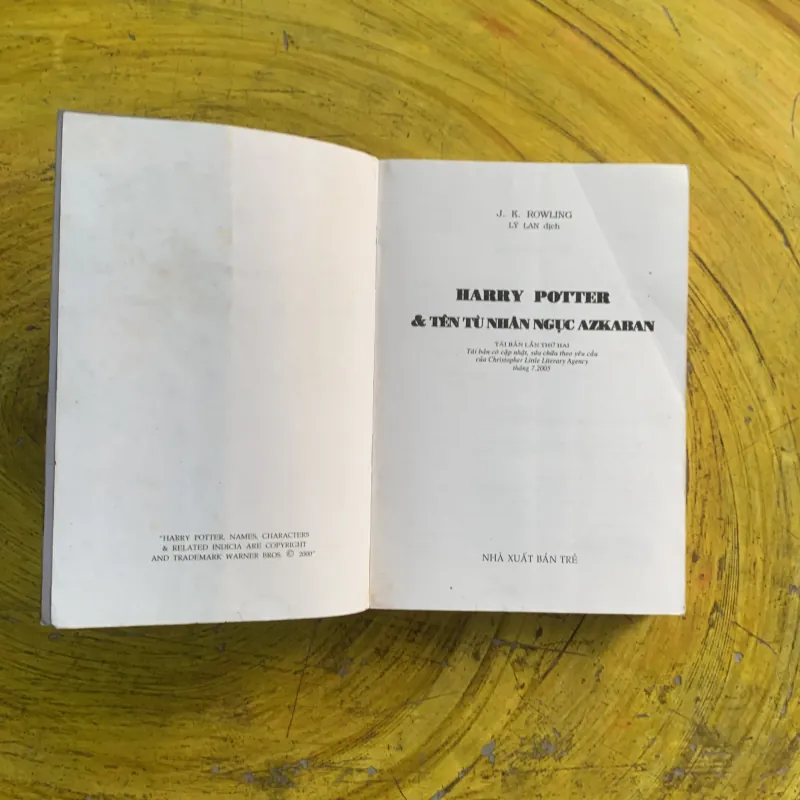 "HARRY POTTER, NAMES, CHARACTERS
& RELATED INDICIA ARE COPYRIGHT
AND TRADEMARK WARNER BROS. © 2000"
J. K. ROWLING
LÝ LAN dịch
HARRY POTTER
& TÊN TÙ NHÂN NGỤC AZKABAN
TÁI BẢN LẦN THỨ HAI
Tái bản có cập nhật, sửa chữa theo yêu cầu
của Christopher Little Literary Agency
tháng 7.2005
NHÀ XUẤT BẢN TRẺ